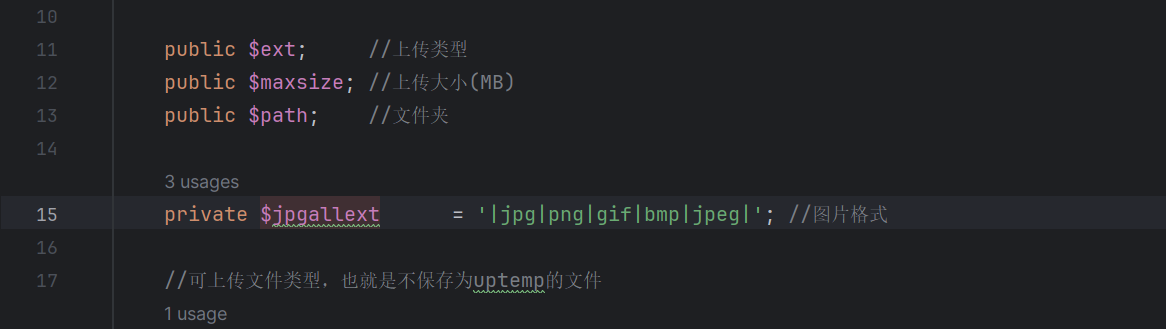 10
11 public $ext; //上传类型
12 public $maxsize; //上传大小(MB)
13 public $path; //文件夹
14
3 usages
15 private $jpgallext = '|jpg|png|gif|bmp|jpeg|'; //图片格式
16
17 //可上传文件类型，也就是不保存为uptemp的文件
1 usage